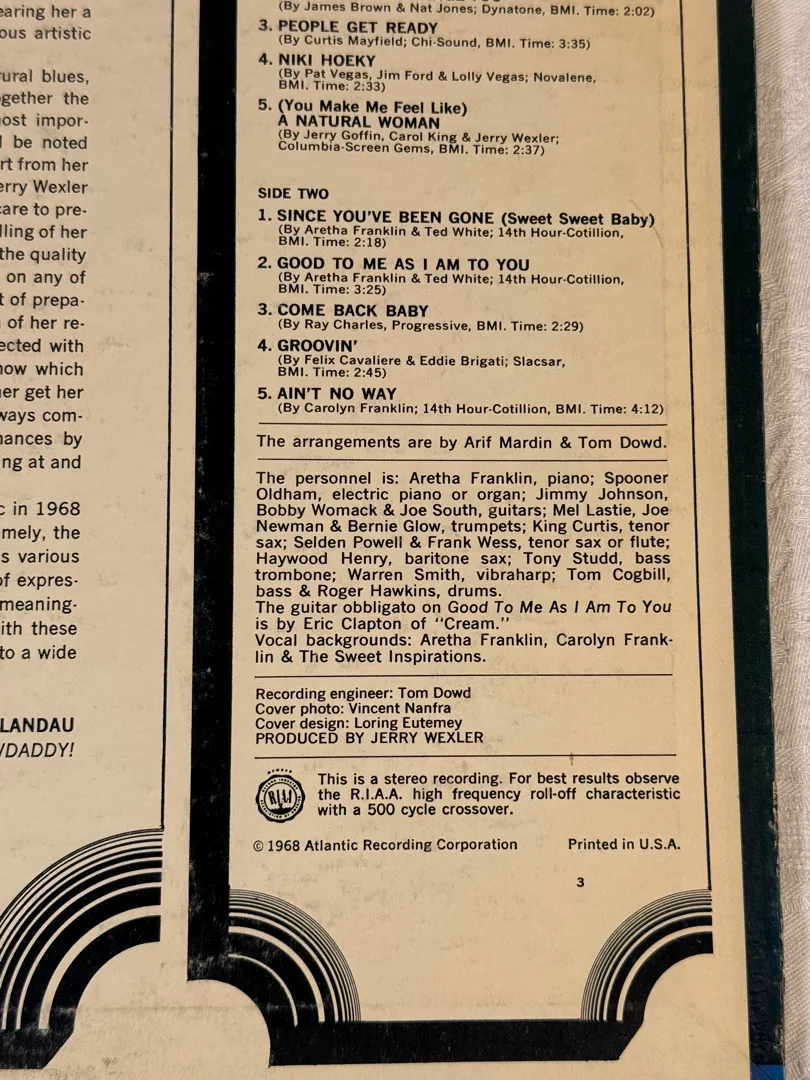 earing her a
ous artistic
rural blues,
gether the
ost impor-
l be noted
rt from her
erry Wexler
care to pre-
lling of her
the quality
on any of
t of prepa-
of her re-
ected with
now which
her get her
ways com-
mances by
ng at and
c in 1968
mely, the
s various
of expres-
meaning-
ith these
to a wide
LANDAU
WDADDY!
(By James Brown & Nat Jones; Dynatone, BMI. Time: 2:02)
3. PEOPLE GET READY
(By Curtis Mayfield; Chi-Sound, BMI. Time: 3:35)
4. NIKI HOEKY
(By Pat Vegas, Jim Ford & Lolly Vegas; Novalene,
BMI. Time: 2:33)
5. (You Make Me Feel Like)
A NATURAL WOMAN
(By Jerry Goffin, Carol King & Jerry Wexler;
Columbia-Screen Gems, BMI. Time: 2:37)
SIDE TWO
1. SINCE YOU'VE BEEN GONE (Sweet Sweet Baby)
(By Aretha Franklin & Ted White; 14th Hour-Cotillion,
BMI. Time: 2:18)
2. GOOD TO ME AS I AM TO YOU
(By Aretha Franklin & Ted White; 14th Hour-Cotillion,
BMI. Time: 3:25)
3. COME BACK BABY
(By Ray Charles, Progressive, BMI. Time: 2:29)
4. GROOVIN'
(By Felix Cavaliere & Eddie Brigati; Slacsar,
BMI. Time: 2:45)
5. AIN'T NO WAY
(By Carolyn Franklin; 14th Hour-Cotillion, BMI. Time: 4:12)
The arrangements are by Arif Mardin & Tom Dowd.
The personnel is: Aretha Franklin, piano; Spooner
Oldham, electric piano or organ; Jimmy Johnson,
Bobby Womack & Joe South, guitars; Mel Lastie, Joe
Newman & Bernie Glow, trumpets; King Curtis, tenor
sax; Selden Powell & Frank Wess, tenor sax or flute;
Haywood Henry, baritone sax; Tony Studd, bass
trombone; Warren Smith, vibraharp; Tom Cogbill,
bass & Roger Hawkins, drums.
The guitar obbligato on Good To Me As I Am To You
is by Eric Clapton of "Cream."
Vocal backgrounds: Aretha Franklin, Carolyn Frank-
lin & The Sweet Inspirations.
Recording engineer: Tom Dowd
Cover photo: Vincent Nanfra
Cover design: Loring Eutemey
PRODUCED BY JERRY WEXLER
RIAA
This is a stereo recording. For best results observe
the R.I.A.A. high frequency roll-off characteristic
with a 500 cycle crossover.
© 1968 Atlantic Recording Corporation Printed in U.S.A.
3